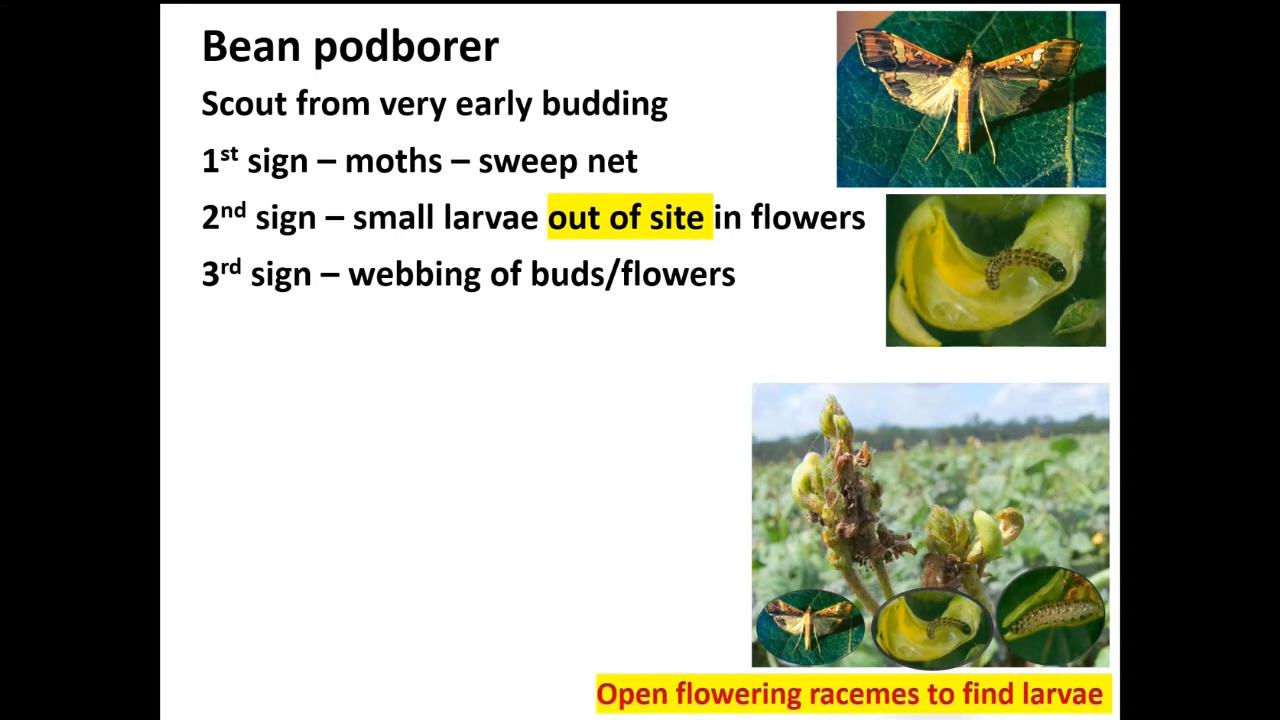 Bean podborer
Scout from very early budding
1st sign – moths – sweep net
2nd sign – small larvae out of site in flowers
3rd sign – webbing of buds/flowers
Open flowering racemes to find larvae